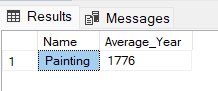 Results Messages
Name Average_Year
1 Painting 1776